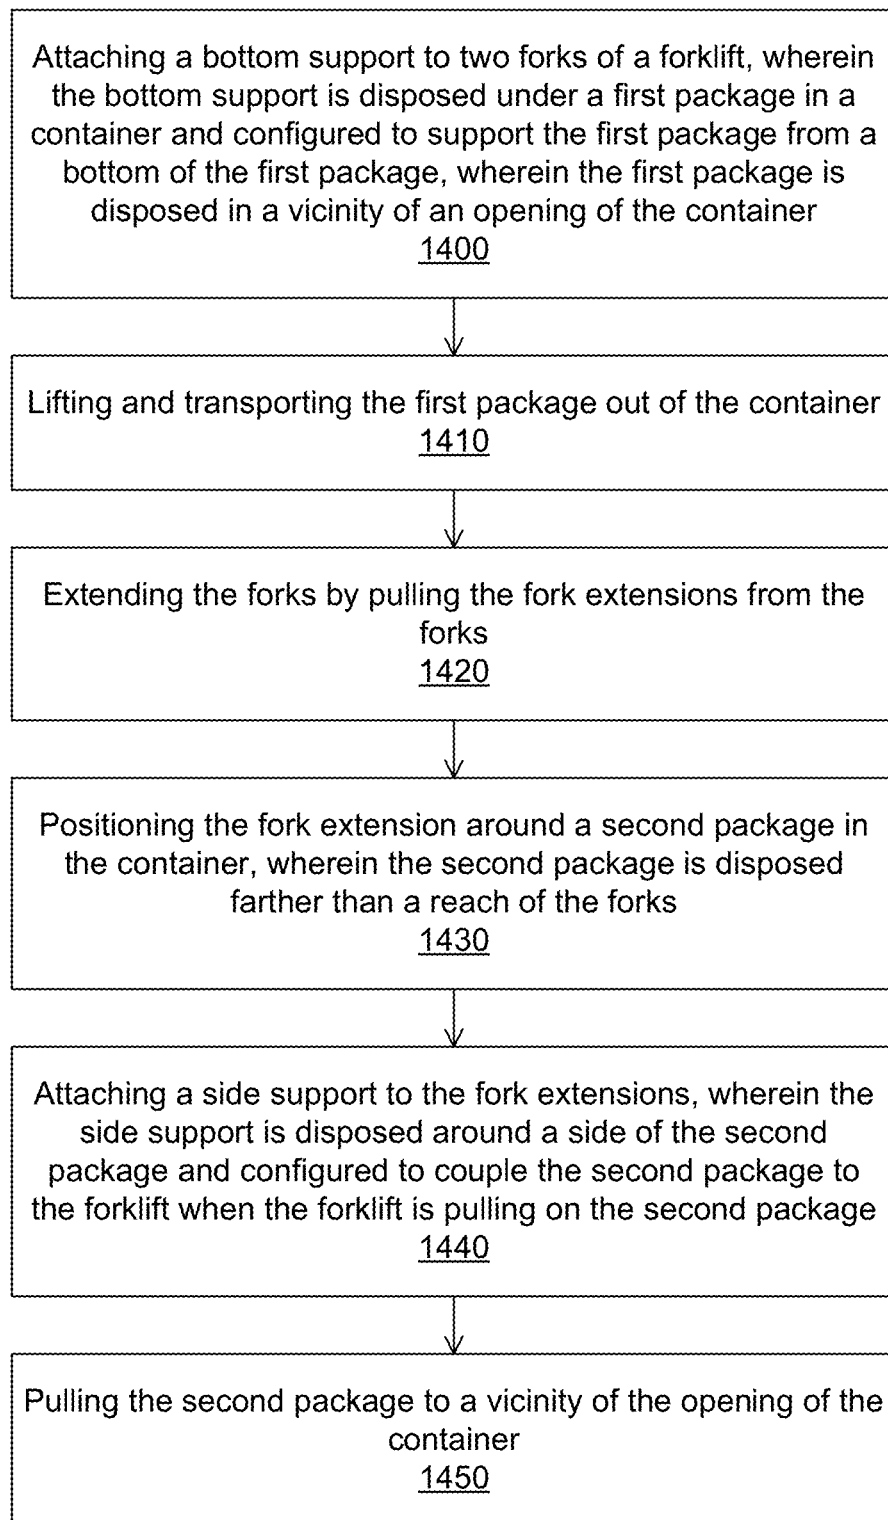 Attaching a bottom support to two forks of a forklift, wherein
the bottom support is disposed under a first package in a
container and configured to support the first package from a
bottom of the first package, wherein the first package is
disposed in a vicinity of an opening of the container
1400
Lifting and transporting the first package out of the container
1410
Extending the forks by pulling the fork extensions from the
forks
1420
Positioning the fork extension around a second package in
the container, wherein the second package is disposed
farther than a reach of the forks
1430
Attaching a side support to the fork extensions, wherein the
side support is disposed around a side of the second
package and configured to couple the second package to
the forklift when the forklift is pulling on the second package
1440
Pulling the second package to a vicinity of the opening of the
container
1450